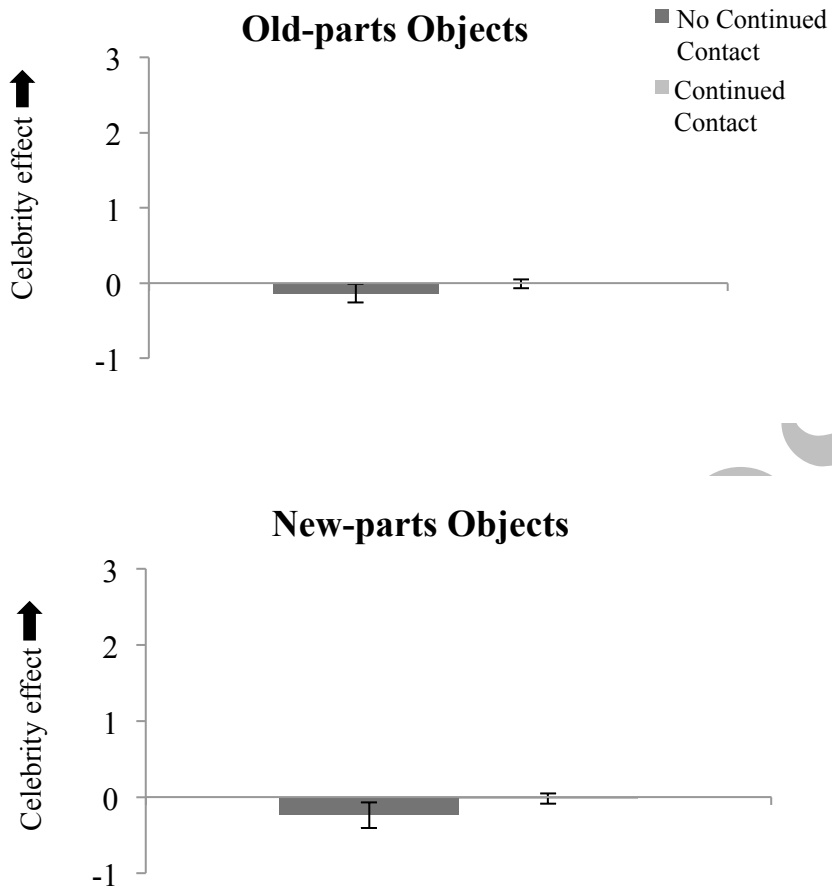 Old-parts Objects
No Continued
Contact
Continued
Contact
Celebrity effect
3
2
1
0
-1
New-parts Objects
Celebrity effect
3
2
1
0
-1